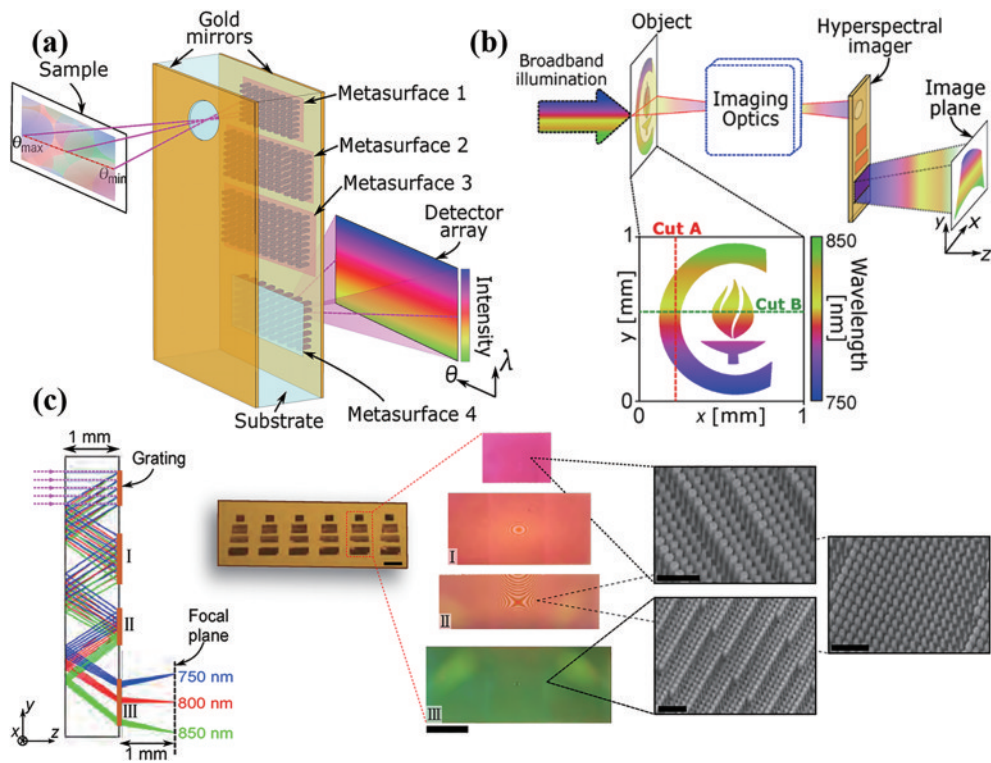 (a)
Gold
mirrors
Sample
θmax
θmin
Metasurface 1
Metasurface 2
Metasurface 3
Detector
array
Intensity
θ
λ
Substrate
Metasurface 4
(b)
Object
Broadband
illumination
Imaging
Optics
Hyperspectral
imager
Image
plane
y
x
z
1
Cut A
Cut B
y [mm]
0
0
x [mm]
1
850
Wavelength
[nm]
750
(c)
1 mm
Grating
I
II
III
Focal
plane
750 nm
800 nm
850 nm
y
x
z
1 mm
I
II
III